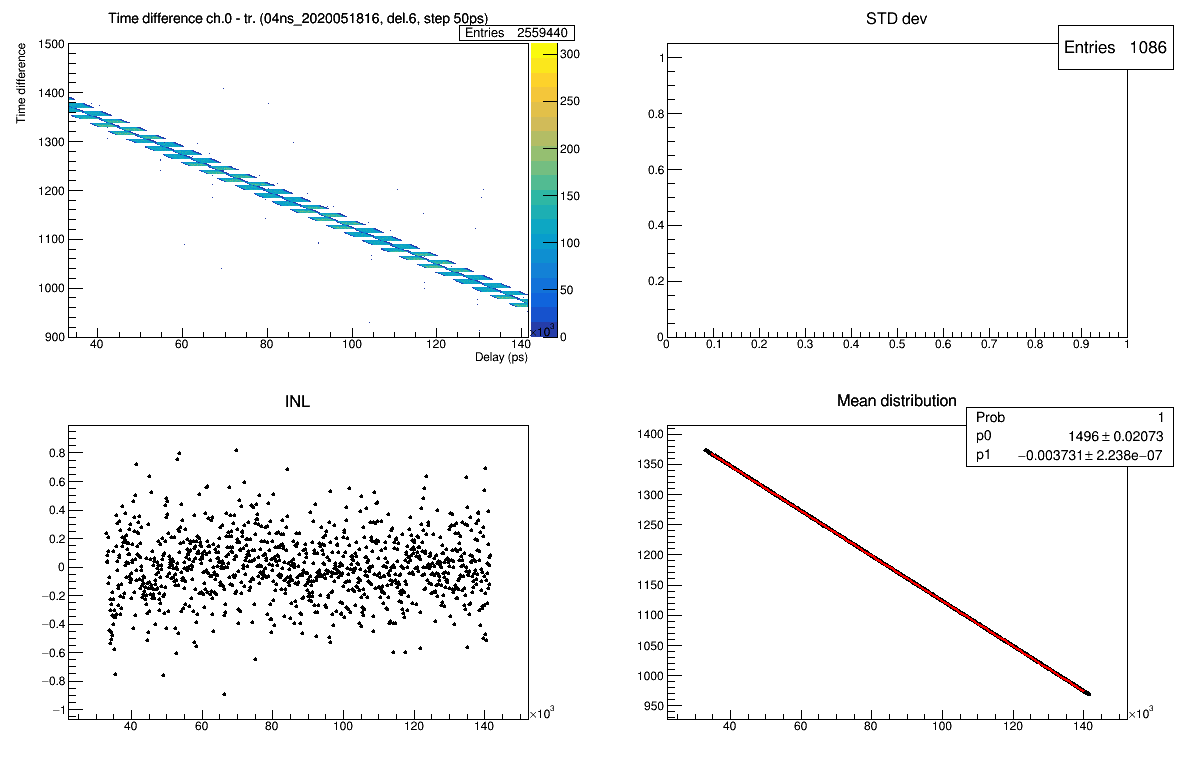 Time difference ch.0 - tr. (04ns_2020051816, del.6, step 50ps)
Entries 2559440
Time difference
1500
1400
1300
1200
1100
1000
900
40 60 80 100 120 140
×10³
Delay (ps)
300
250
200
150
100
50
0
STD dev
Entries 1086
1
0.8
0.6
0.4
0.2
0
0 0.1 0.2 0.3 0.4 0.5 0.6 0.7 0.8 0.9 1
INL
0.8
0.6
0.4
0.2
0
−0.2
−0.4
−0.6
−0.8
−1
40 60 80 100 120 140
×10³
Mean distribution
Prob 1
p0 1496 ± 0.02073
p1 −0.003731 ± 2.238e−07
1400
1350
1300
1250
1200
1150
1100
1050
1000
950
40 60 80 100 120 140
×10³